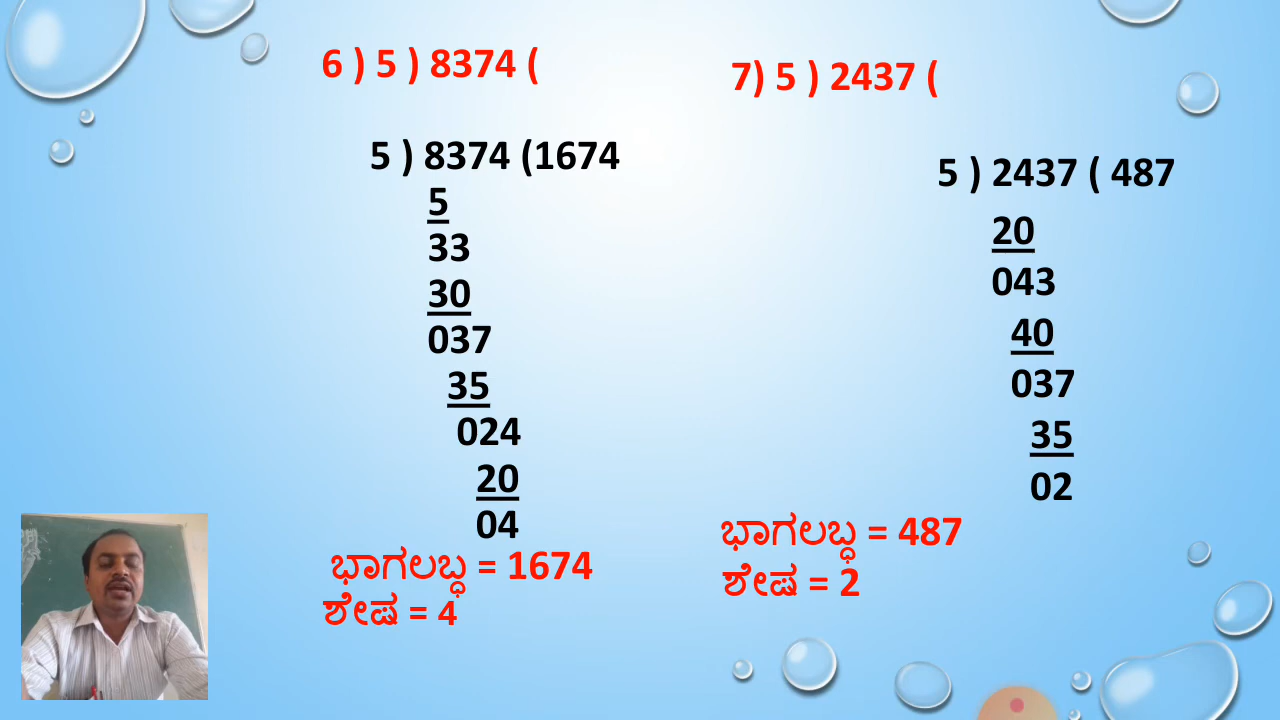 6 ) 5 ) 8374 (
5 ) 8374 (1674
5
33
30
037
35
024
20
04
ಭಾಗಲಬ್ಧ = 1674
ಶೇಷ = 4
7) 5 ) 2437 (
5 ) 2437 ( 487
20
043
40
037
35
02
ಭಾಗಲಬ್ಧ = 487
ಶೇಷ = 2